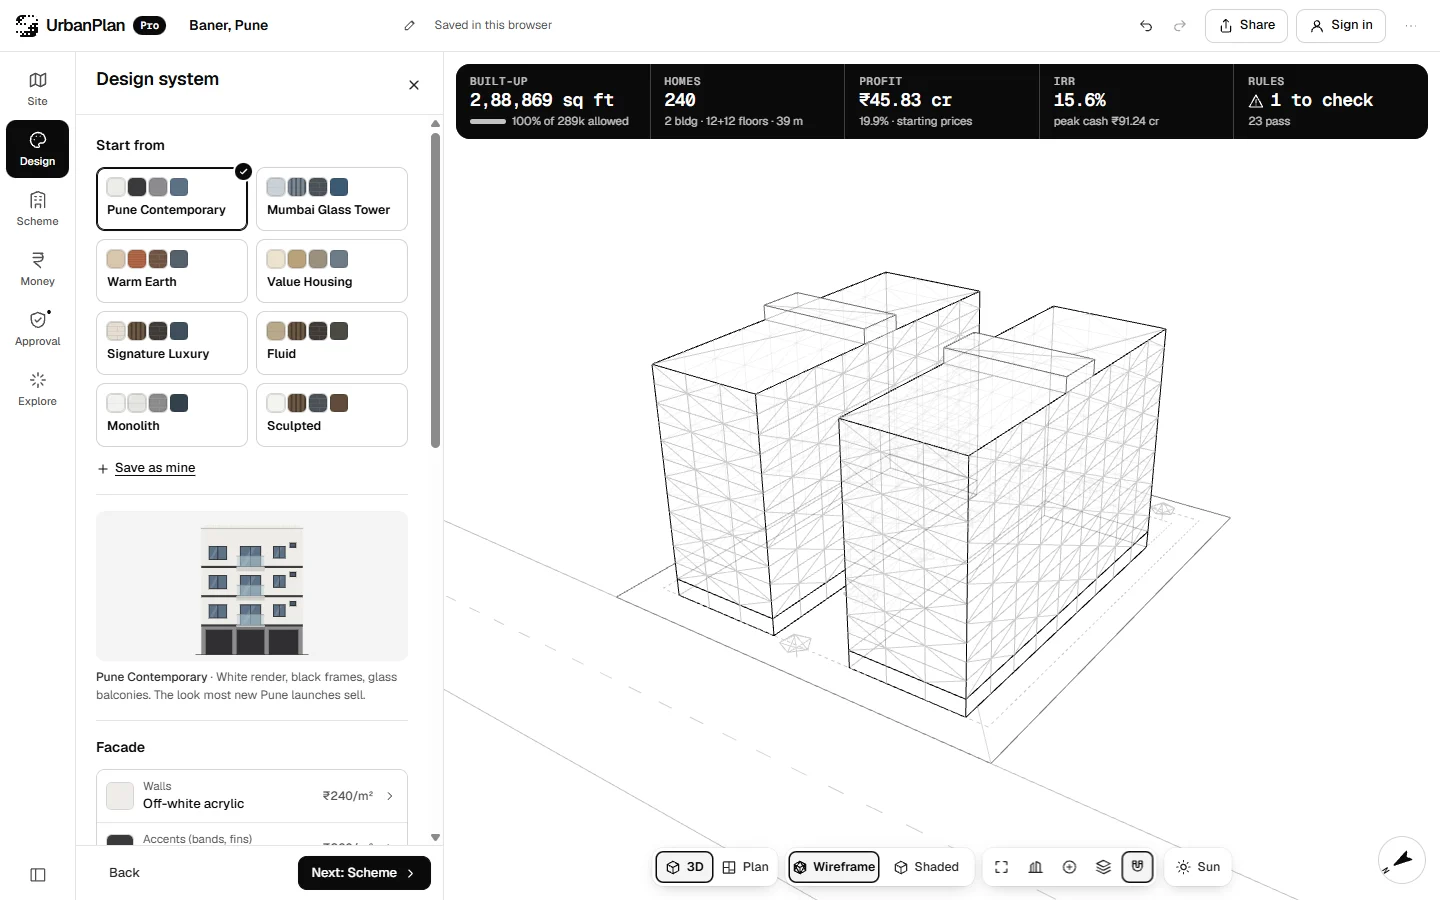 UrbanPlan Pro
Baner, Pune
Saved in this browser
Share
Sign in
Site
Design
Scheme
Money
Approval
Explore
Design system
Start from
Pune Contemporary
Mumbai Glass Tower
Warm Earth
Value Housing
Signature Luxury
Fluid
Monolith
Sculpted
Save as mine
Pune Contemporary · White render, black frames, glass
balconies. The look most new Pune launches sell.
Facade
Walls
Off-white acrylic
₹240/m²
Accents (bands, fins)
Back
Next: Scheme
BUILT-UP
2,88,869 sq ft
100% of 289k allowed
HOMES
240
2 bldg · 12+12 floors · 39 m
PROFIT
₹45.83 cr
19.9% · starting prices
IRR
15.6%
peak cash ₹91.24 cr
RULES
1 to check
23 pass
3D
Plan
Wireframe
Shaded
Sun
N